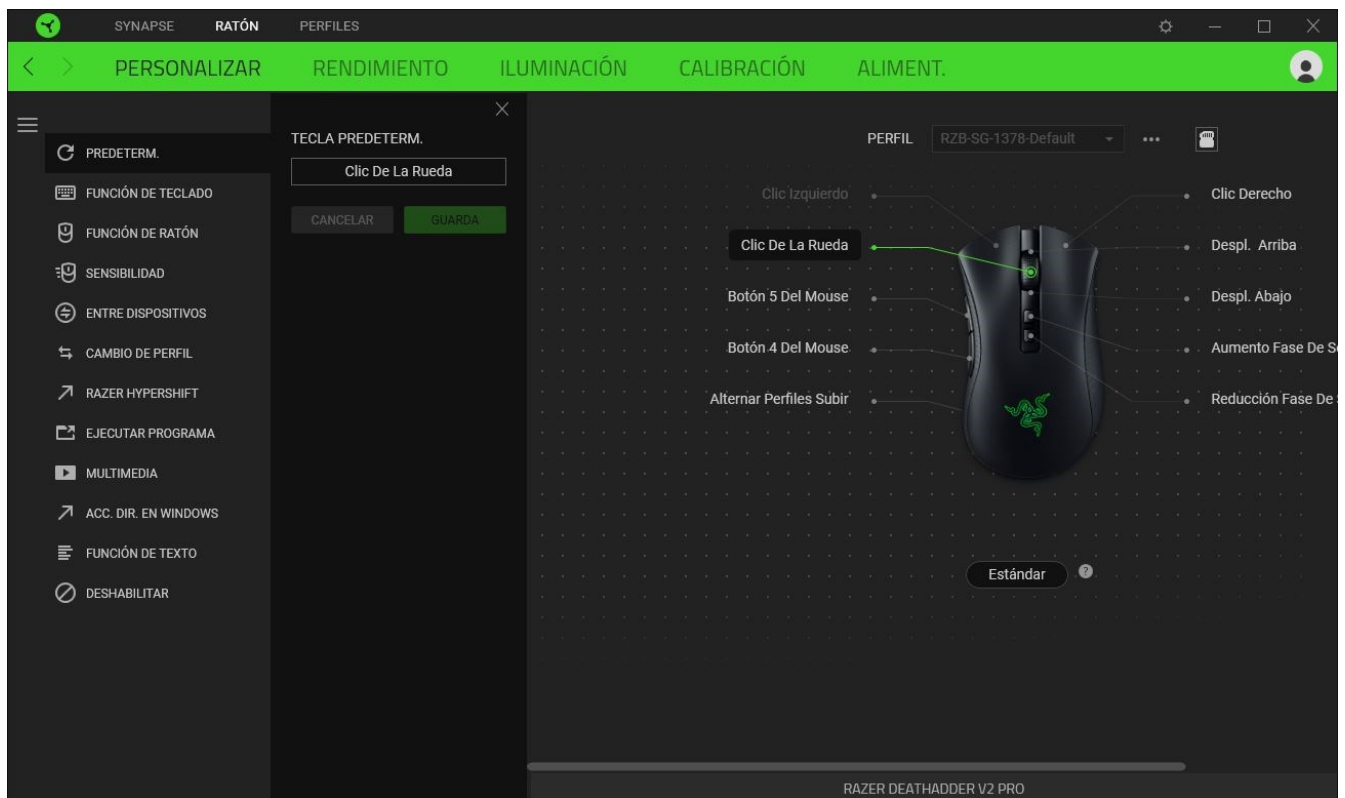 SYNAPSE RATÓN PERFILES
PERSONALIZAR RENDIMIENTO ILUMINACIÓN CALIBRACIÓN ALIMENT.
PREDETERM.
FUNCIÓN DE TECLADO
FUNCIÓN DE RATÓN
SENSIBILIDAD
ENTRE DISPOSITIVOS
CAMBIO DE PERFIL
RAZER HYPERSHIFT
EJECUTAR PROGRAMA
MULTIMEDIA
ACC. DIR. EN WINDOWS
FUNCIÓN DE TEXTO
DESHABILITAR
TECLA PREDETERM.
Clic De La Rueda
CANCELAR GUARDA
PERFIL RZB-SG-1378-Default
Clic Izquierdo
Clic De La Rueda
Botón 5 Del Mouse
Botón 4 Del Mouse
Alternar Perfiles Subir
Clic Derecho
Despl. Arriba
Despl. Abajo
Aumento Fase De
Reducción Fase De
Estándar ?
RAZER DEATHADDER V2 PRO